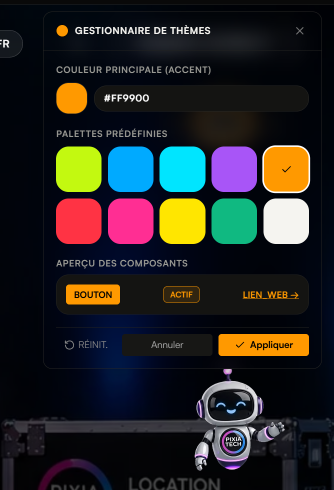 FR
GESTIONNAIRE DE THÈMES
COULEUR PRINCIPALE (ACCENT)
#FF9900
PALETTES PRÉDÉFINIES
APERÇU DES COMPOSANTS
BOUTON
ACTIF
LIEN_WEB →
RÉINIT.
Annuler
Appliquer
PIXIA
TECH
PIXIA
LOCATION